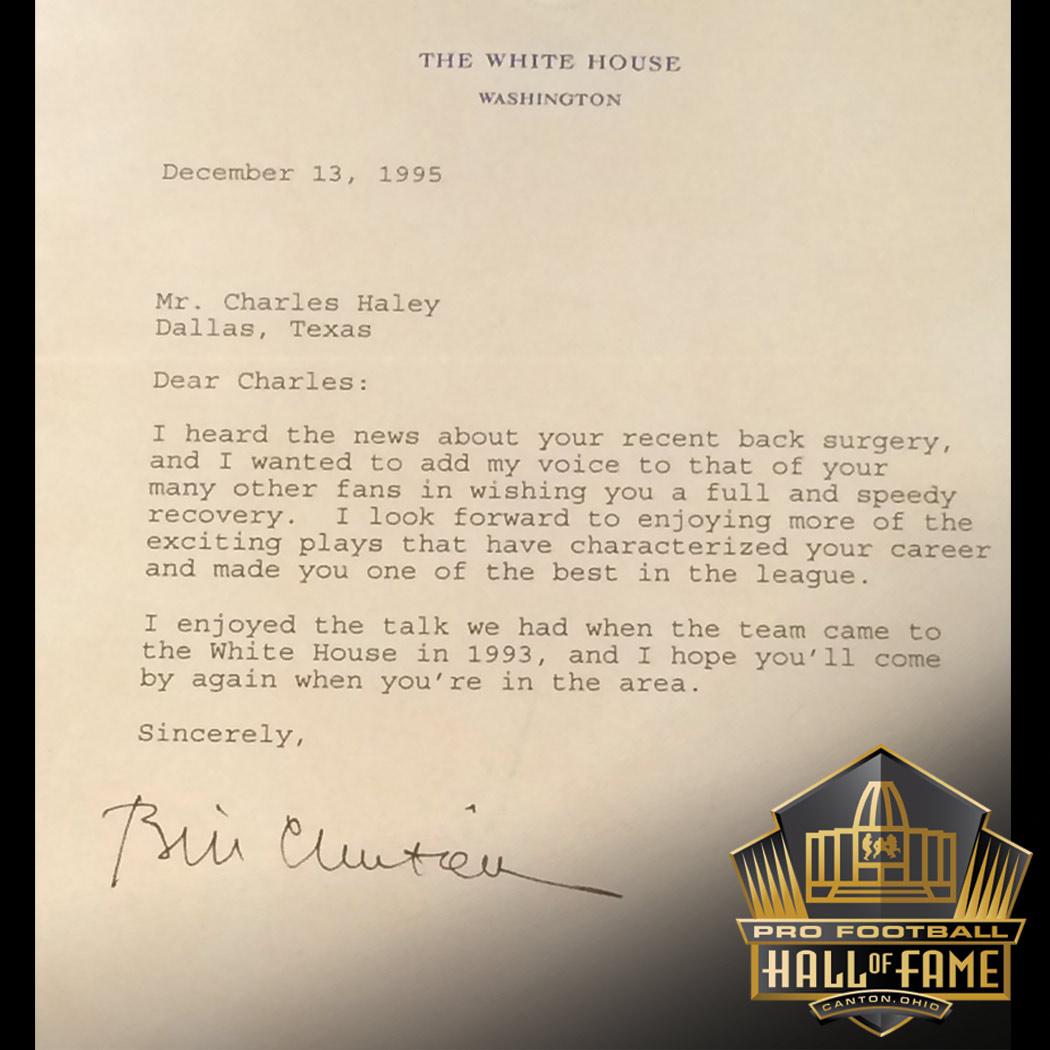 THE WHITE HOUSE
WASHINGTON
December 13, 1995
Mr. Charles Haley
Dallas, Texas
Dear Charles:
I heard the news about your recent back surgery,
and I wanted to add my voice to that of your
many other fans in wishing you a full and speedy
recovery.  I look forward to enjoying more of the
exciting plays that have characterized your career
and made you one of the best in the league.
I enjoyed the talk we had when the team came to
the White House in 1993, and I hope you'll come
by again when you're in the area.
Sincerely,
Bill Clinton
PRO FOOTBALL
HALL OF FAME
CANTON, OHIO